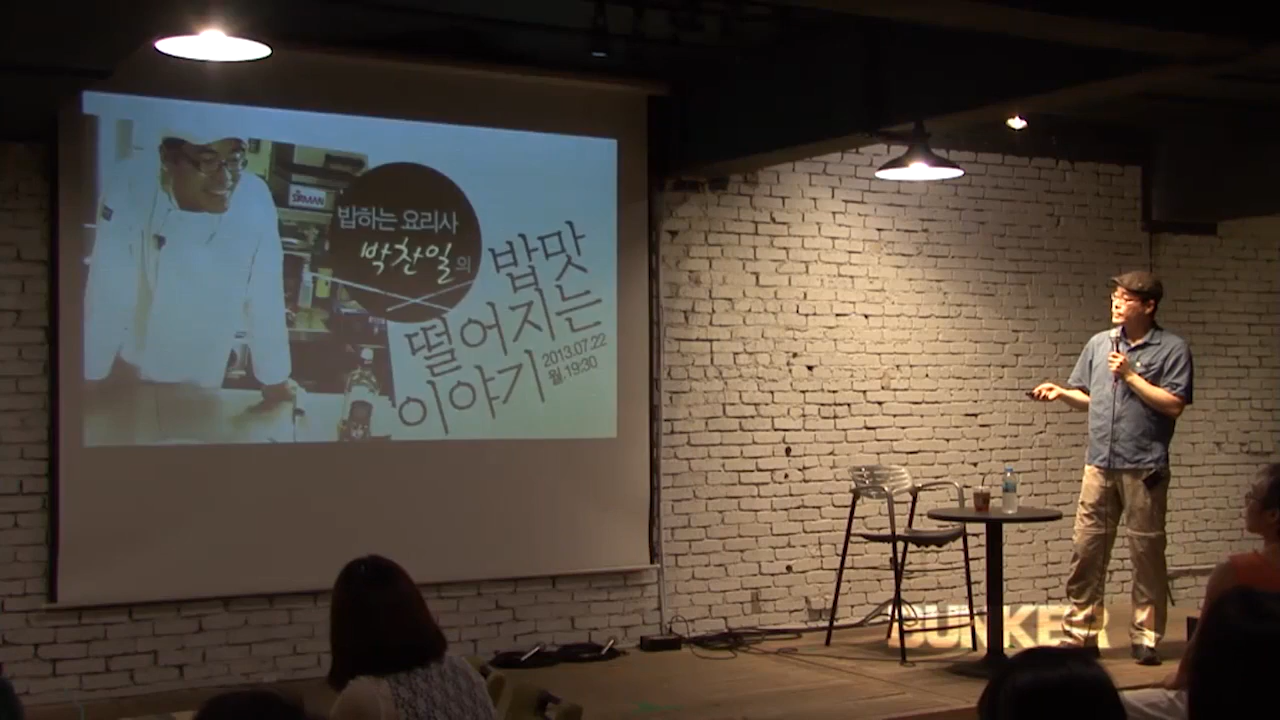 SIRMAN
밥하는 요리사
박찬일의
밥맛
떨어지는
이야기
2013.07.22
월.19:30
BUNKER